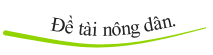 Đề tài nông dân.